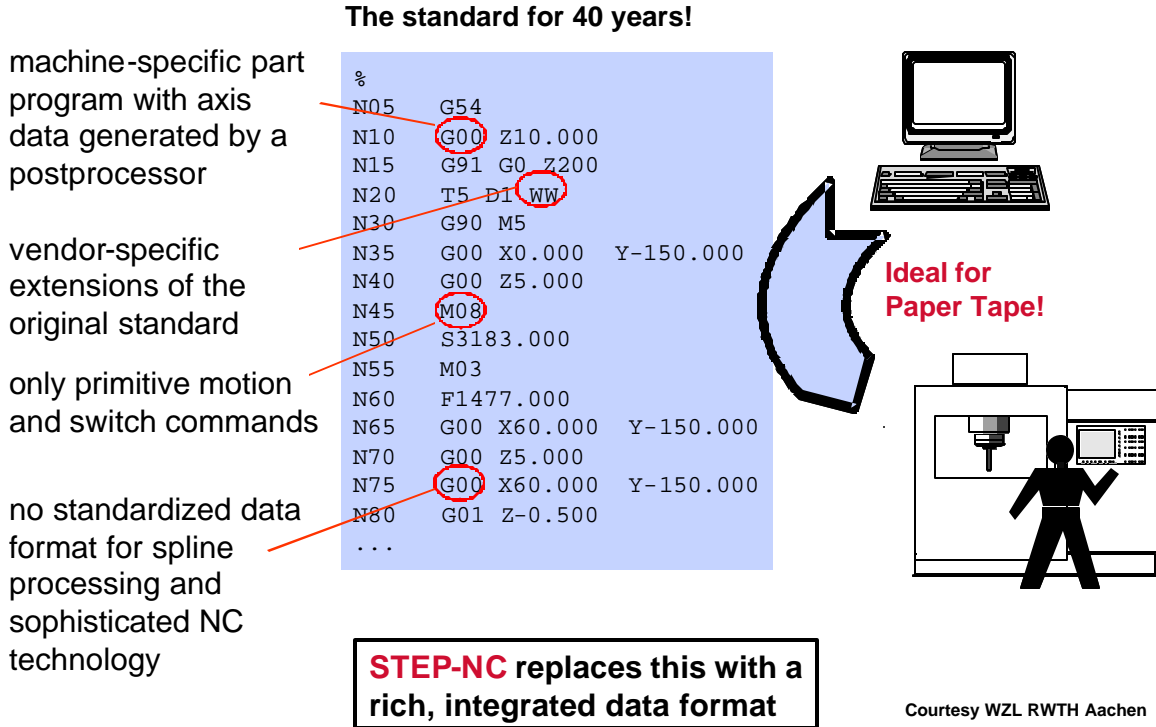 The standard for 40 years!
machine-specific part
program with axis
data generated by a
postprocessor
vendor-specific
extensions of the
original standard
only primitive motion
and switch commands
no standardized data
format for spline
processing and
sophisticated NC
technology
%
N05 G54
N10 G00 Z10.000
N15 G91 G0 Z200
N20 T5 D1 WW
N30 G90 M5
N35 G00 X0.000 Y-150.000
N40 G00 Z5.000
N45 M08
N50 S3183.000
N55 M03
N60 F1477.000
N65 G00 X60.000 Y-150.000
N70 G00 Z5.000
N75 G00 X60.000 Y-150.000
N80 G01 Z-0.500
...
Ideal for
Paper Tape!
STEP-NC replaces this with a
rich, integrated data format
Courtesy WZL RWTH Aachen